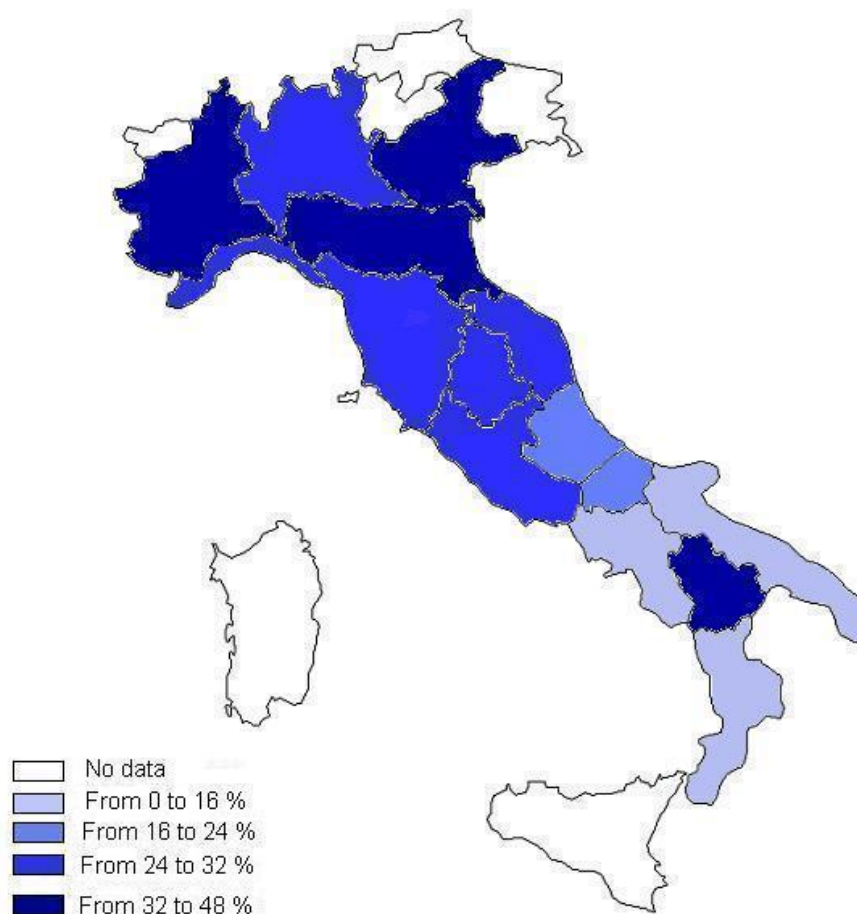 No data
From 0 to 16 %
From 16 to 24 %
From 24 to 32 %
From 32 to 48 %